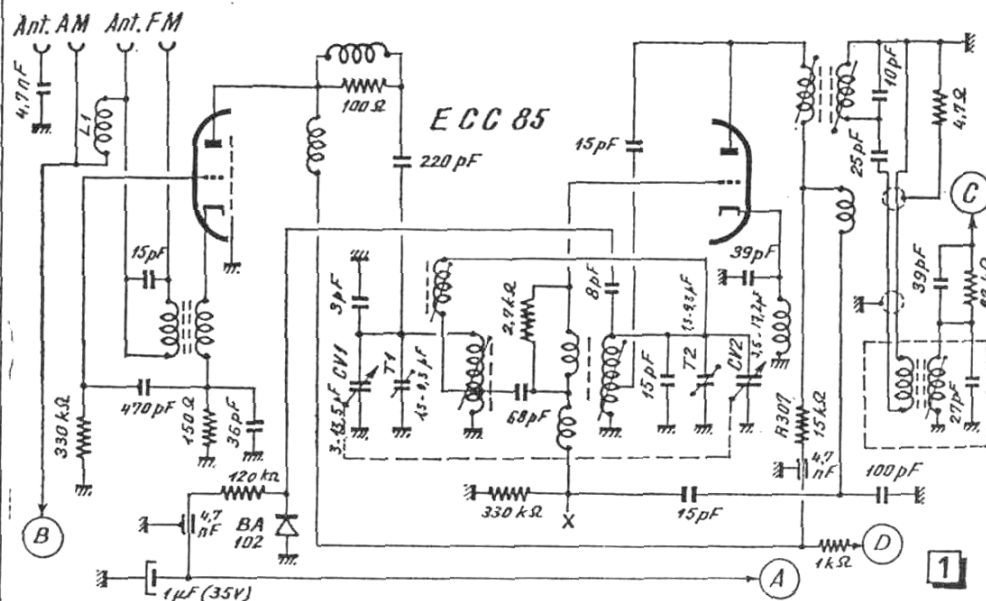 Ant. AM Ant. FM
4,7 nF
L1
100 Ω
ECC 85
220 pF
15 pF
10 pF
4,7 Ω
25 pF
C
15 pF
39 pF
39 pF
9 pF
2,7 kΩ
8 pF
CV1
T1
15 pF
T2
CV2
470 pF
68 pF
27 pF
330 kΩ
150 Ω
36 pF
R307
15 kΩ
120 kΩ
4,7 nF
330 kΩ
15 pF
100 pF
4,7 nF
BA 102
X
B
1 kΩ
D
1 µF (35V)
A
1